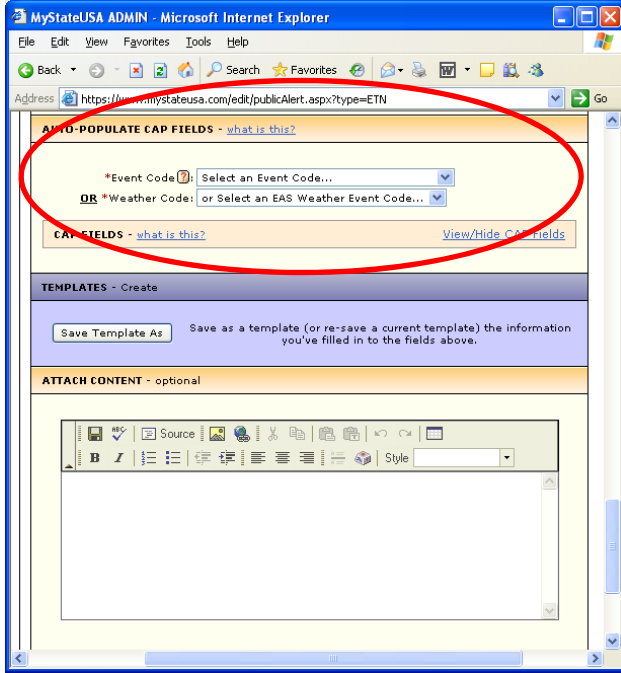 MyStateUSA ADMIN - Microsoft Internet Explorer
File Edit View Favorites Tools Help
Back Search Favorites
Address https://www.mystateusa.com/edit/publicAlert.aspx?type=ETN Go
AUTO-POPULATE CAP FIELDS - what is this?
*Event Code ?: Select an Event Code...
OR *Weather Code: or Select an EAS Weather Event Code...
CAP FIELDS - what is this? View/Hide CAP Fields
TEMPLATES - Create
Save Template As Save as a template (or re-save a current template) the information
you've filled in to the fields above.
ATTACH CONTENT - optional
ABC Source
B I Style